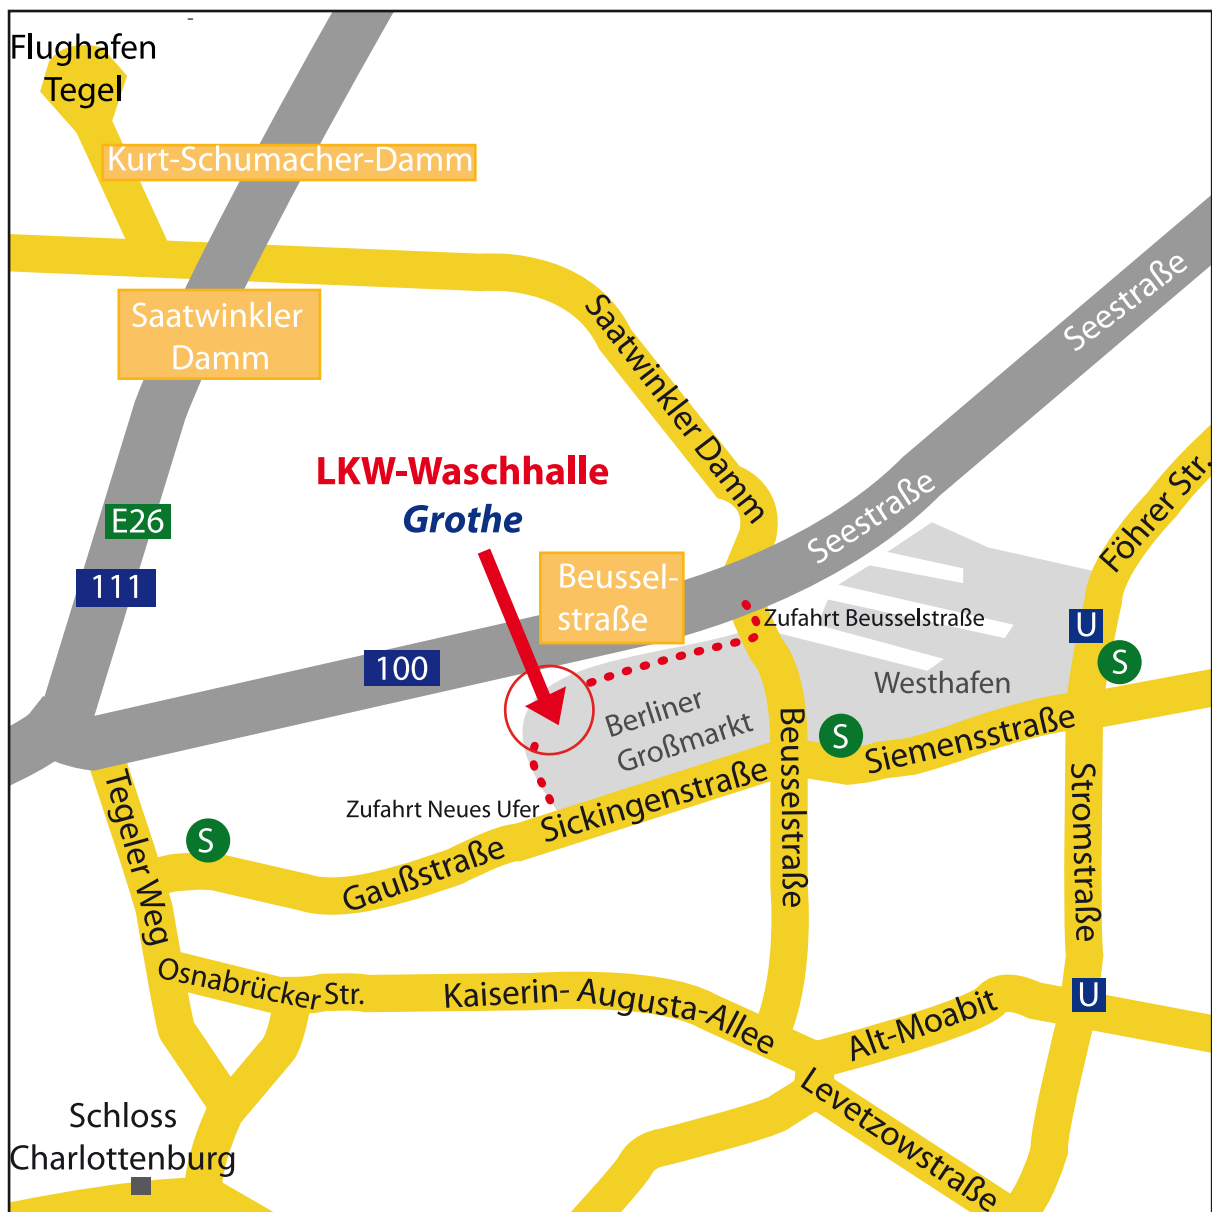 Flughafen
Tegel
Kurt-Schumacher-Damm
Saatwinkler
Damm
Saatwinkler Damm
Seestraße
Seestraße
LKW-Waschhalle
Grothe
E26
111
100
Beussel-
straße
Föhrer Str.
Zufahrt Beusselstraße
U
S
Westhafen
Berliner
Großmarkt
Beusselstraße
S
Siemensstraße
Sickingenstraße
Zufahrt Neues Ufer
Tegeler Weg
S
Gaußstraße
Stromstraße
Osnabrücker Str.
Kaiserin- Augusta-Allee
Alt-Moabit
U
Levetzowstraße
Schloss
Charlottenburg